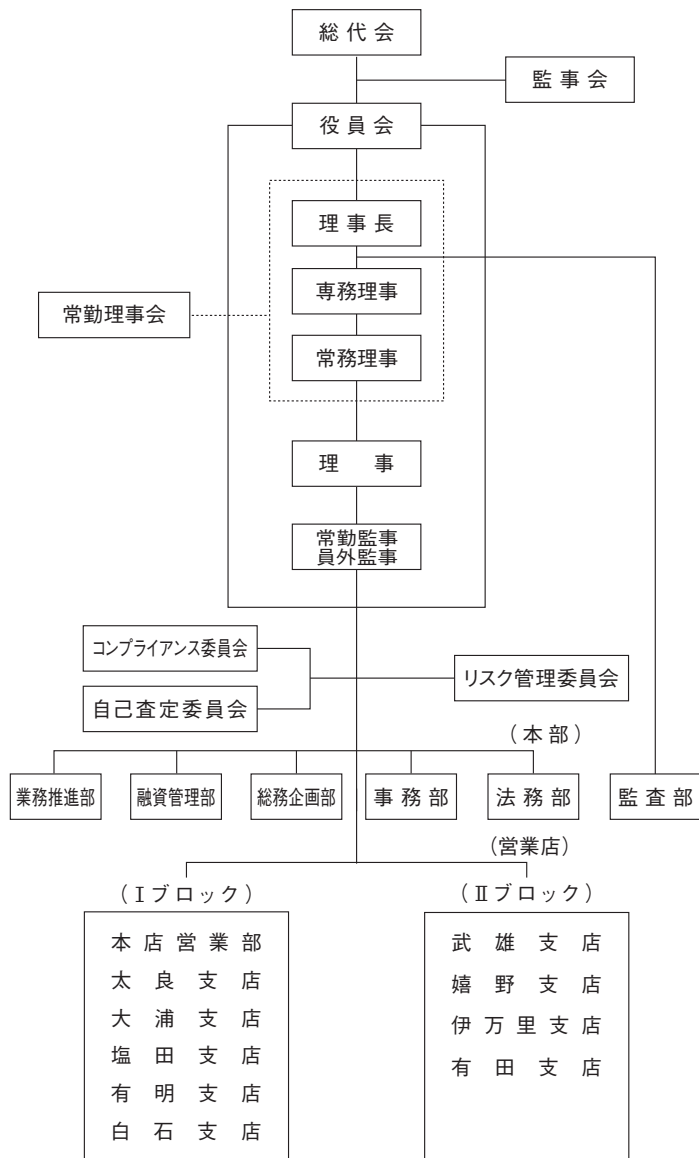 総代会
監事会
役員会
理事長
専務理事
常勤理事会
常務理事
理　事
常勤監事
員外監事
コンプライアンス委員会
リスク管理委員会
自己査定委員会
（本部）
業務推進部
融資管理部
総務企画部
事務部
法務部
監査部
（営業店）
（Ⅰブロック）
本店営業部
太良支店
大浦支店
塩田支店
有明支店
白石支店
（Ⅱブロック）
武雄支店
嬉野支店
伊万里支店
有田支店